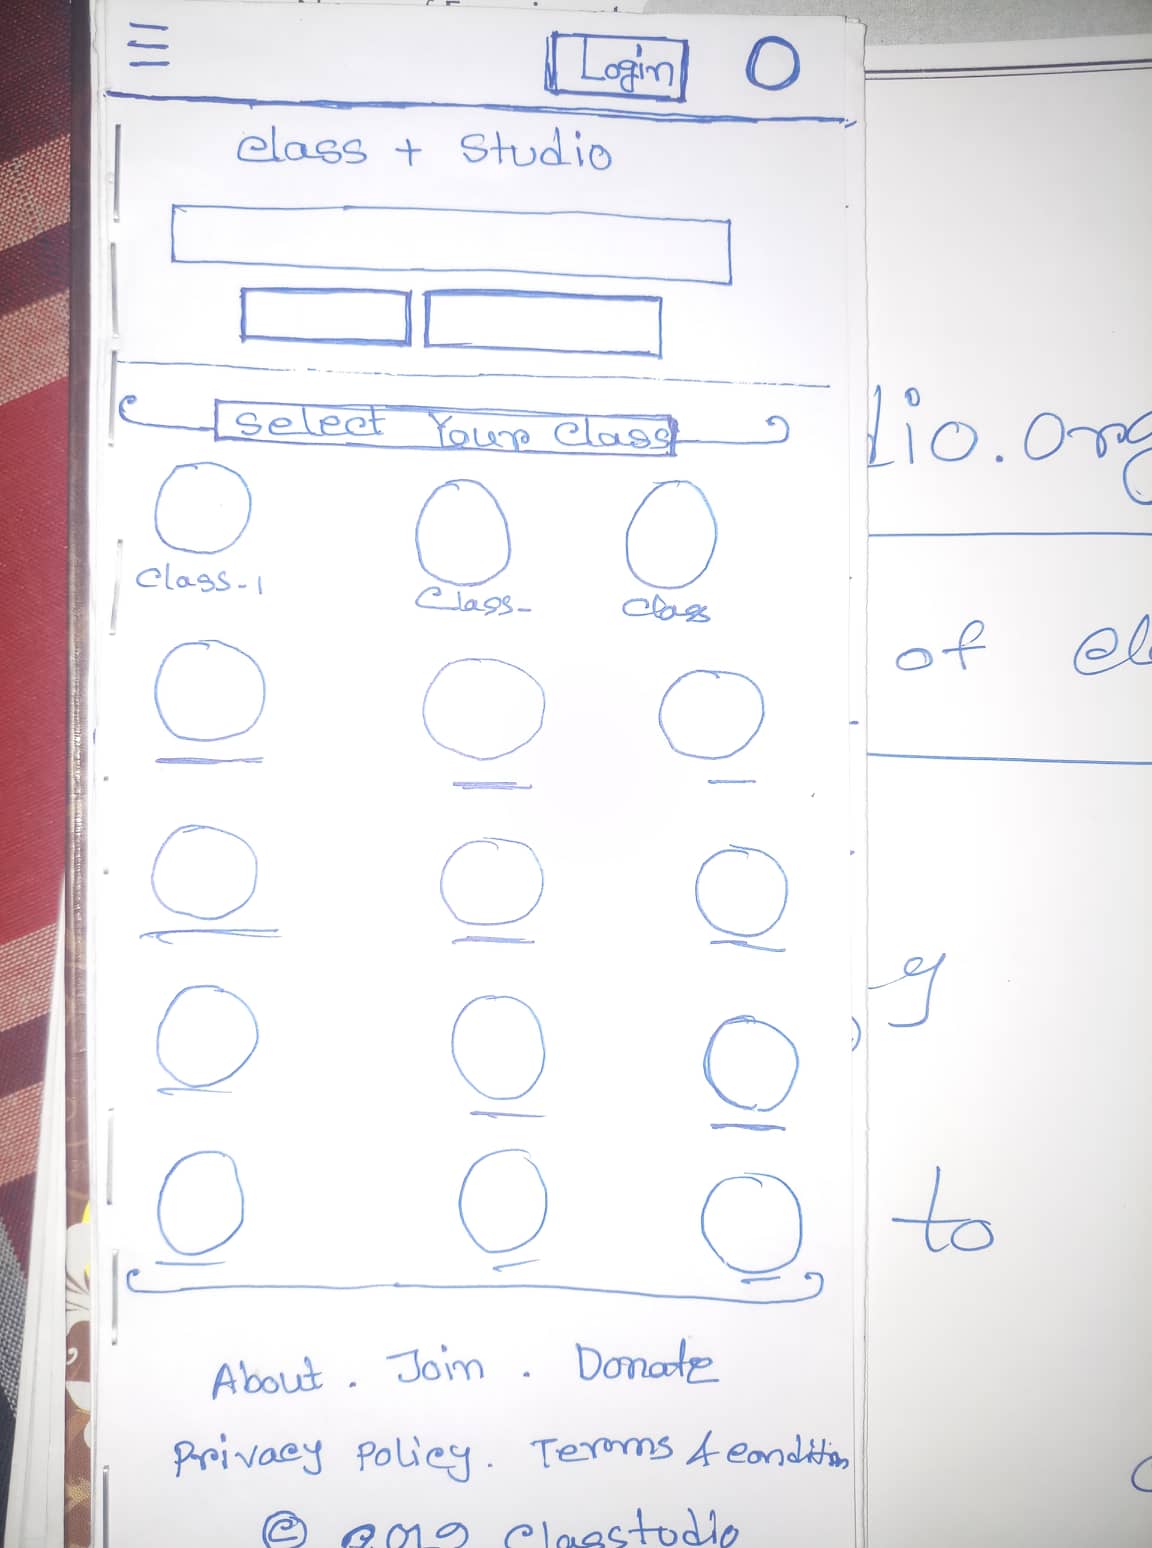 Login
Class + Studio
Select Your Class
Class-1
Class-
Class
About . Join . Donate
Privacy Policy. Terms & condition
© 2019 Classtudio
dio.org
of cl
y
to